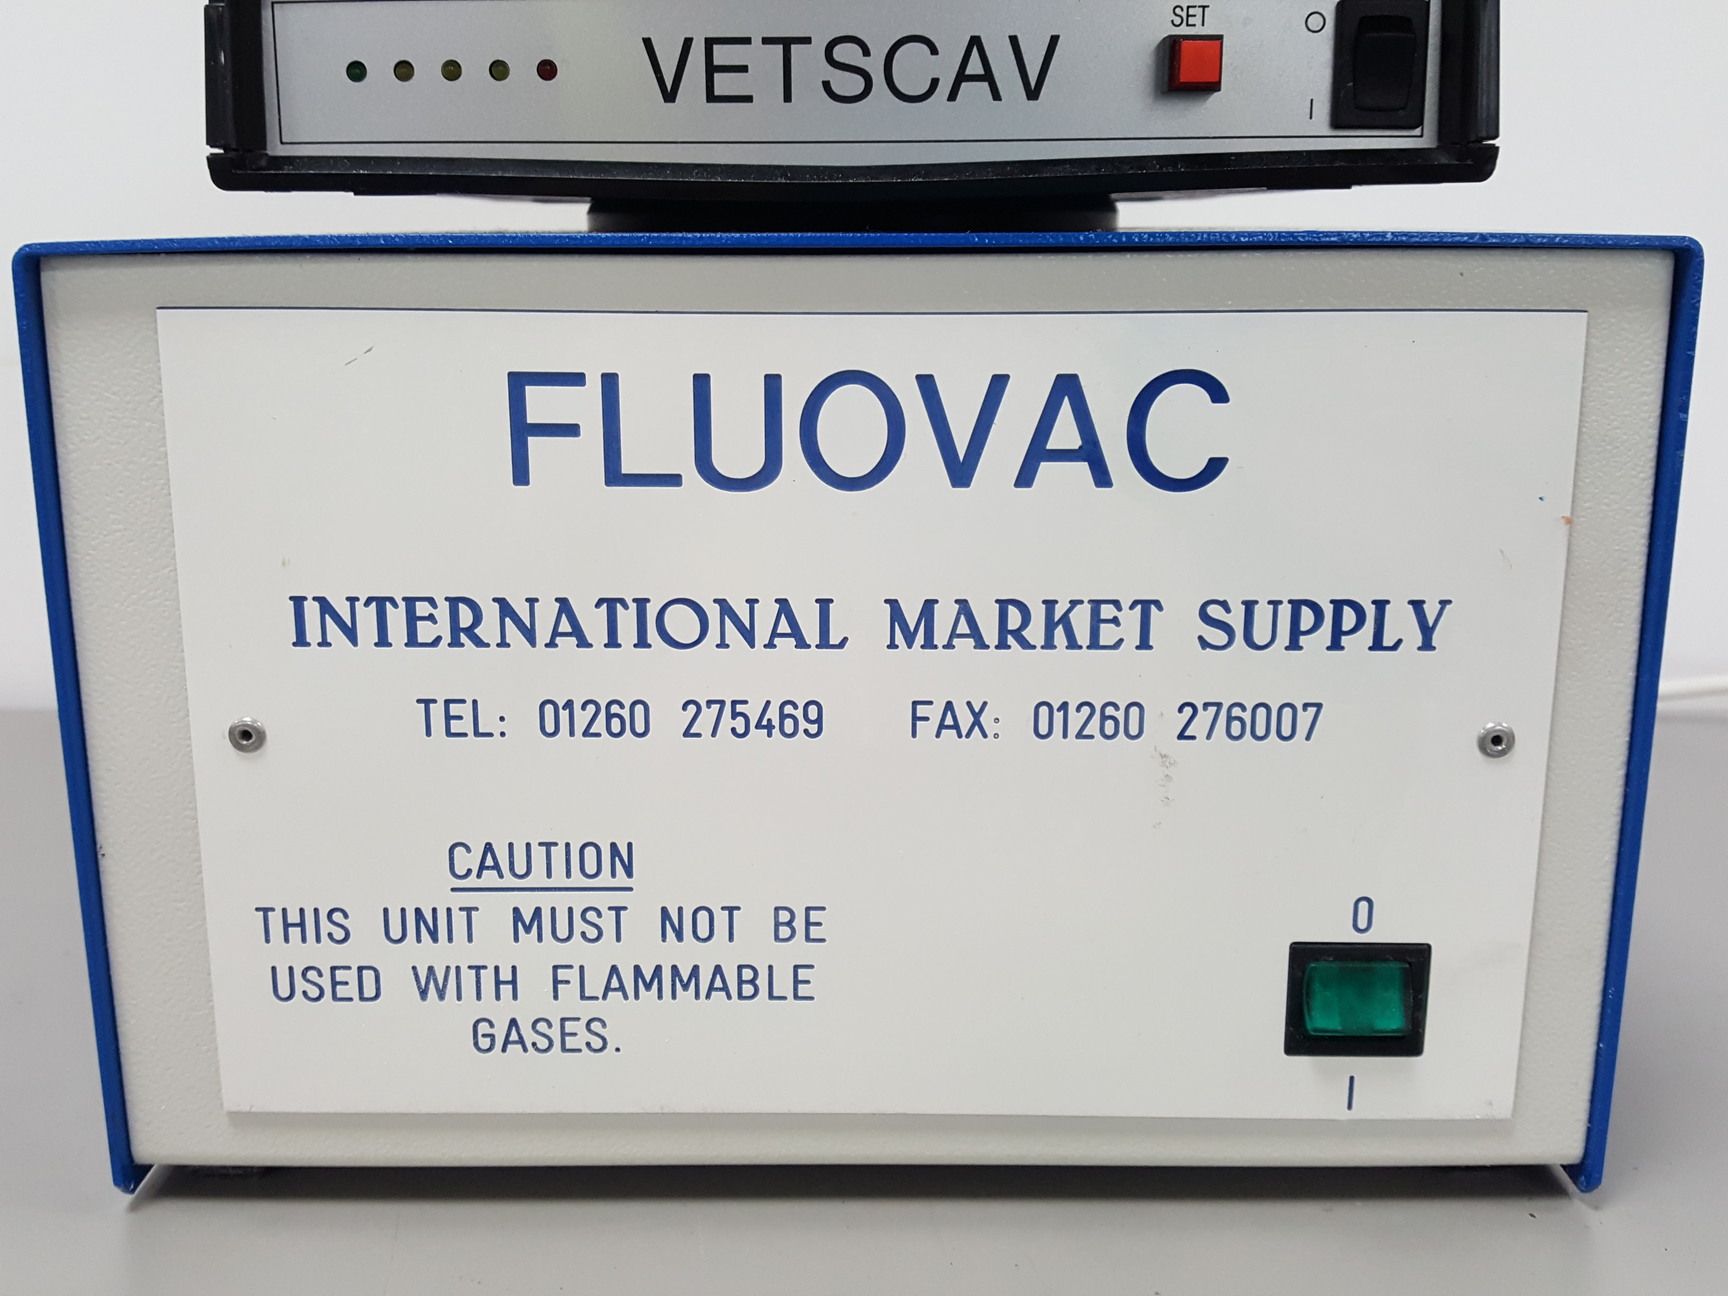 SET
O
VETSCAV
I
FLUOVAC
INTERNATIONAL MARKET SUPPLY
TEL: 01260 275469 FAX: 01260 276007
CAUTION
THIS UNIT MUST NOT BE
USED WITH FLAMMABLE
GASES.
O
I